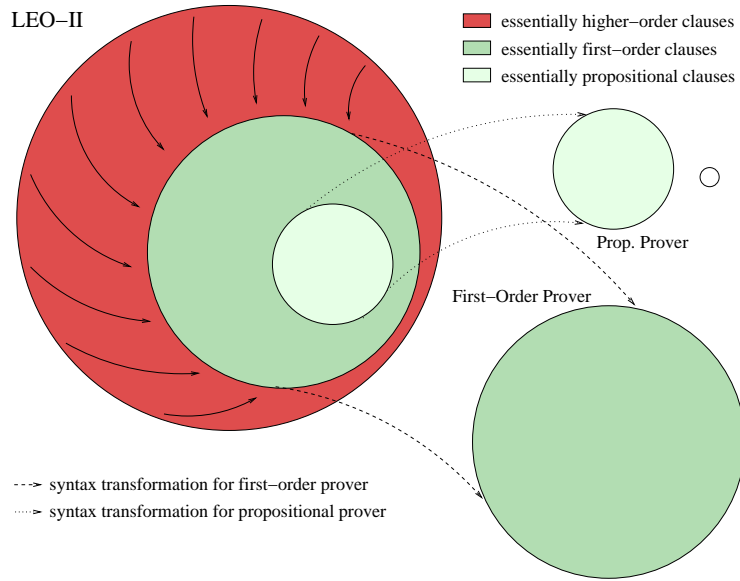 LEO−II
essentially higher−order clauses
essentially first−order clauses
essentially propositional clauses
Prop. Prover
First−Order Prover
syntax transformation for first−order prover
syntax transformation for propositional prover